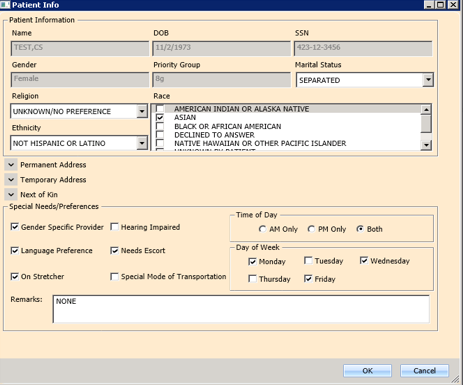 Patient Info
Patient Information
Name DOB SSN
TEST,CS 11/2/1973 423-12-3456
Gender Priority Group Marital Status
Female 8g SEPARATED
Religion Race
UNKNOWN/NO PREFERENCE AMERICAN INDIAN OR ALASKA NATIVE
ASIAN
Ethnicity BLACK OR AFRICAN AMERICAN
DECLINED TO ANSWER
NOT HISPANIC OR LATINO NATIVE HAWAIIAN OR OTHER PACIFIC ISLANDER
UNKNOWN BY PATIENT
Permanent Address
Temporary Address
Next of Kin
Special Needs/Preferences
Time of Day
Gender Specific Provider Hearing Impaired AM Only PM Only Both
Day of Week
Language Preference Needs Escort Monday Tuesday Wednesday
On Stretcher Special Mode of Transportation Thursday Friday
Remarks: NONE
OK Cancel